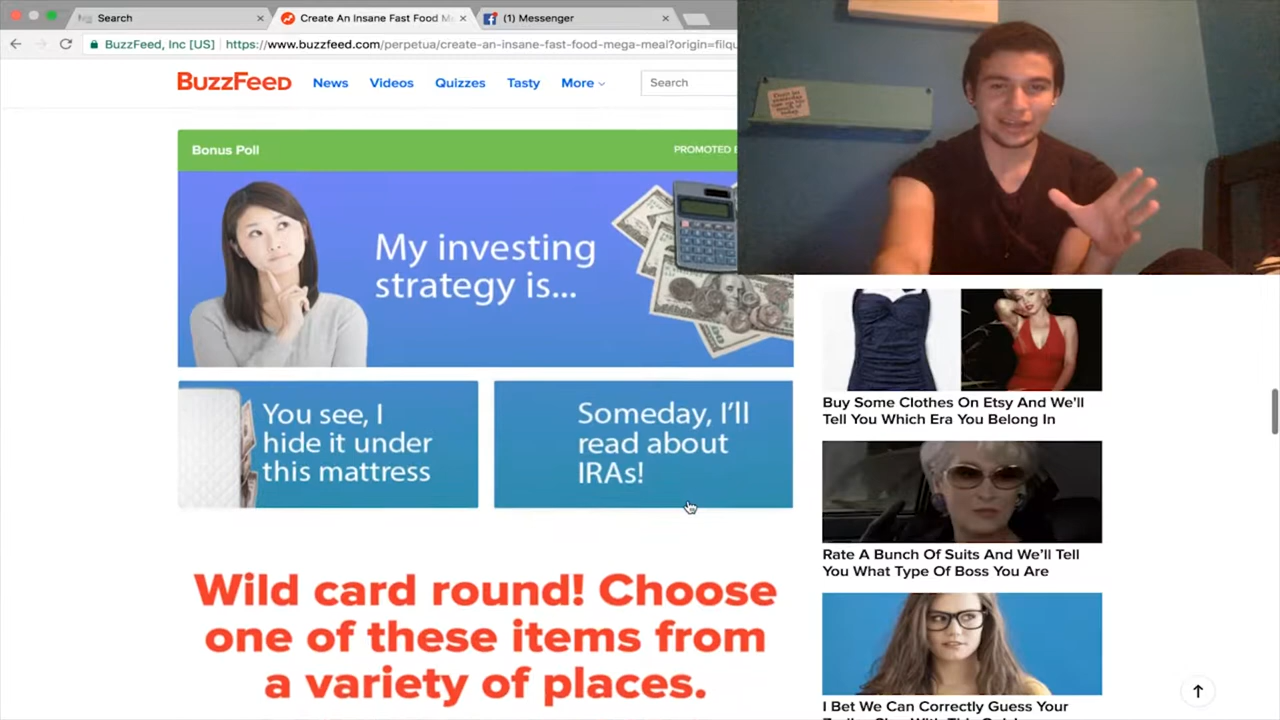 Search
Create An Insane Fast Food M
(1) Messenger
BuzzFeed, Inc [US]
https://www.buzzfeed.com/perpetua/create-an-insane-fast-food-mega-meal?origin=filqu
BuzzFeed
News
Videos
Quizzes
Tasty
More
Search
Bonus Poll
PROMOTED
My investing
strategy is...
You see, I
hide it under
this mattress
Someday, I'll
read about
IRAs!
Wild card round! Choose
one of these items from
a variety of places.
Buy Some Clothes On Etsy And We'll
Tell You Which Era You Belong In
Rate A Bunch Of Suits And We'll Tell
You What Type Of Boss You Are
I Bet We Can Correctly Guess Your